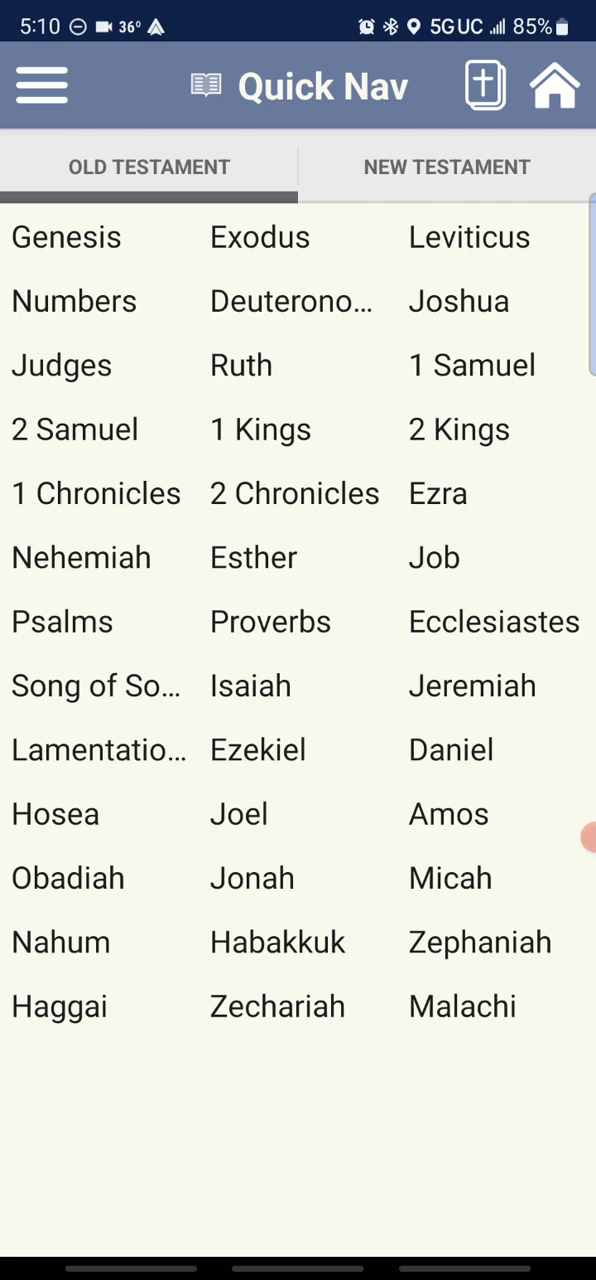 5:10 36° 5G UC 85%
Quick Nav
OLD TESTAMENT NEW TESTAMENT
Genesis Exodus Leviticus
Numbers Deuterono... Joshua
Judges Ruth 1 Samuel
2 Samuel 1 Kings 2 Kings
1 Chronicles 2 Chronicles Ezra
Nehemiah Esther Job
Psalms Proverbs Ecclesiastes
Song of So... Isaiah Jeremiah
Lamentatio... Ezekiel Daniel
Hosea Joel Amos
Obadiah Jonah Micah
Nahum Habakkuk Zephaniah
Haggai Zechariah Malachi